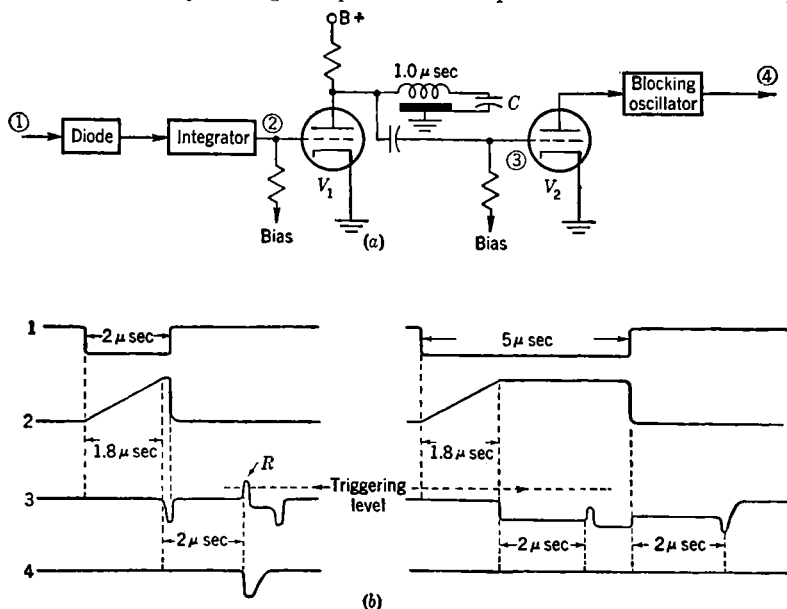 B+
1.0 μsec
C
Blocking oscillator
④
①
Diode
Integrator
②
③
V₁
V₂
Bias
Bias
(a)
1
2 μsec
5 μsec
2
1.8 μsec
1.8 μsec
R
Triggering level
3
2 μsec
2 μsec
2 μsec
4
(b)